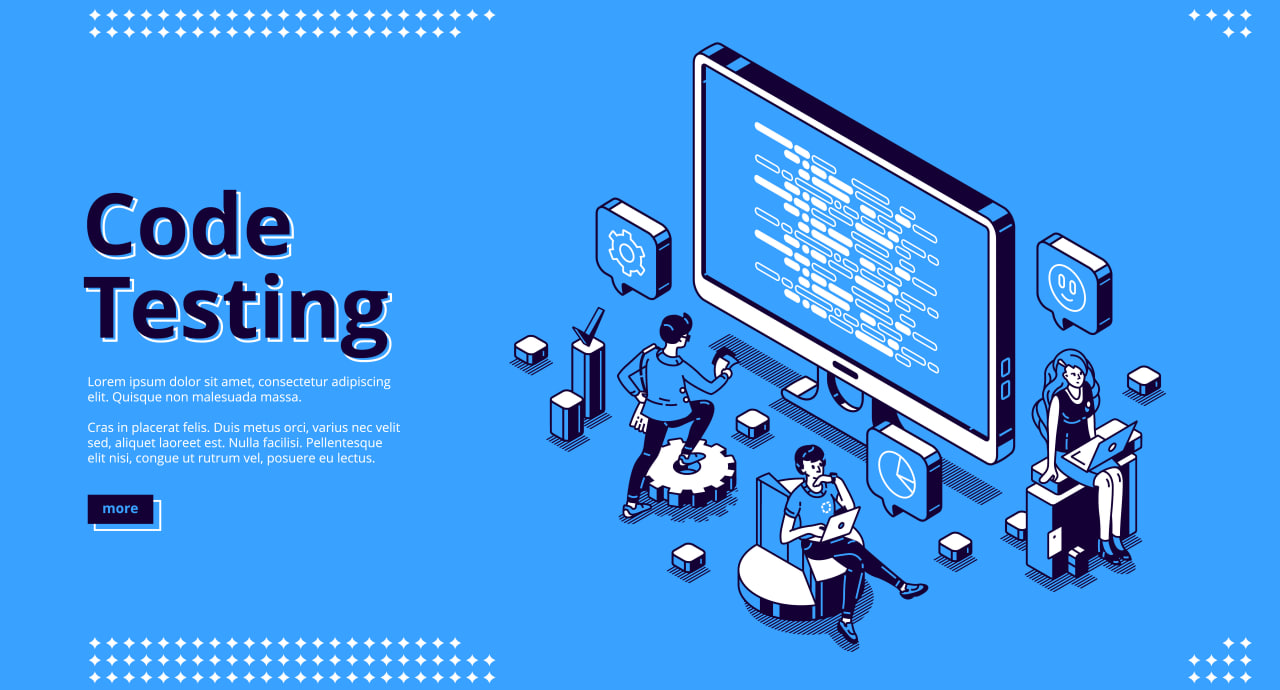 Code
Testing
Lorem ipsum dolor sit amet, consectetur adipiscing
elit. Quisque non malesuada massa.
Cras in placerat felis. Duis metus orci, varius nec velit
sed, aliquet laoreet est. Nulla facilisi. Pellentesque
elit nisi, congue ut rutrum vel, posuere eu lectus.
more